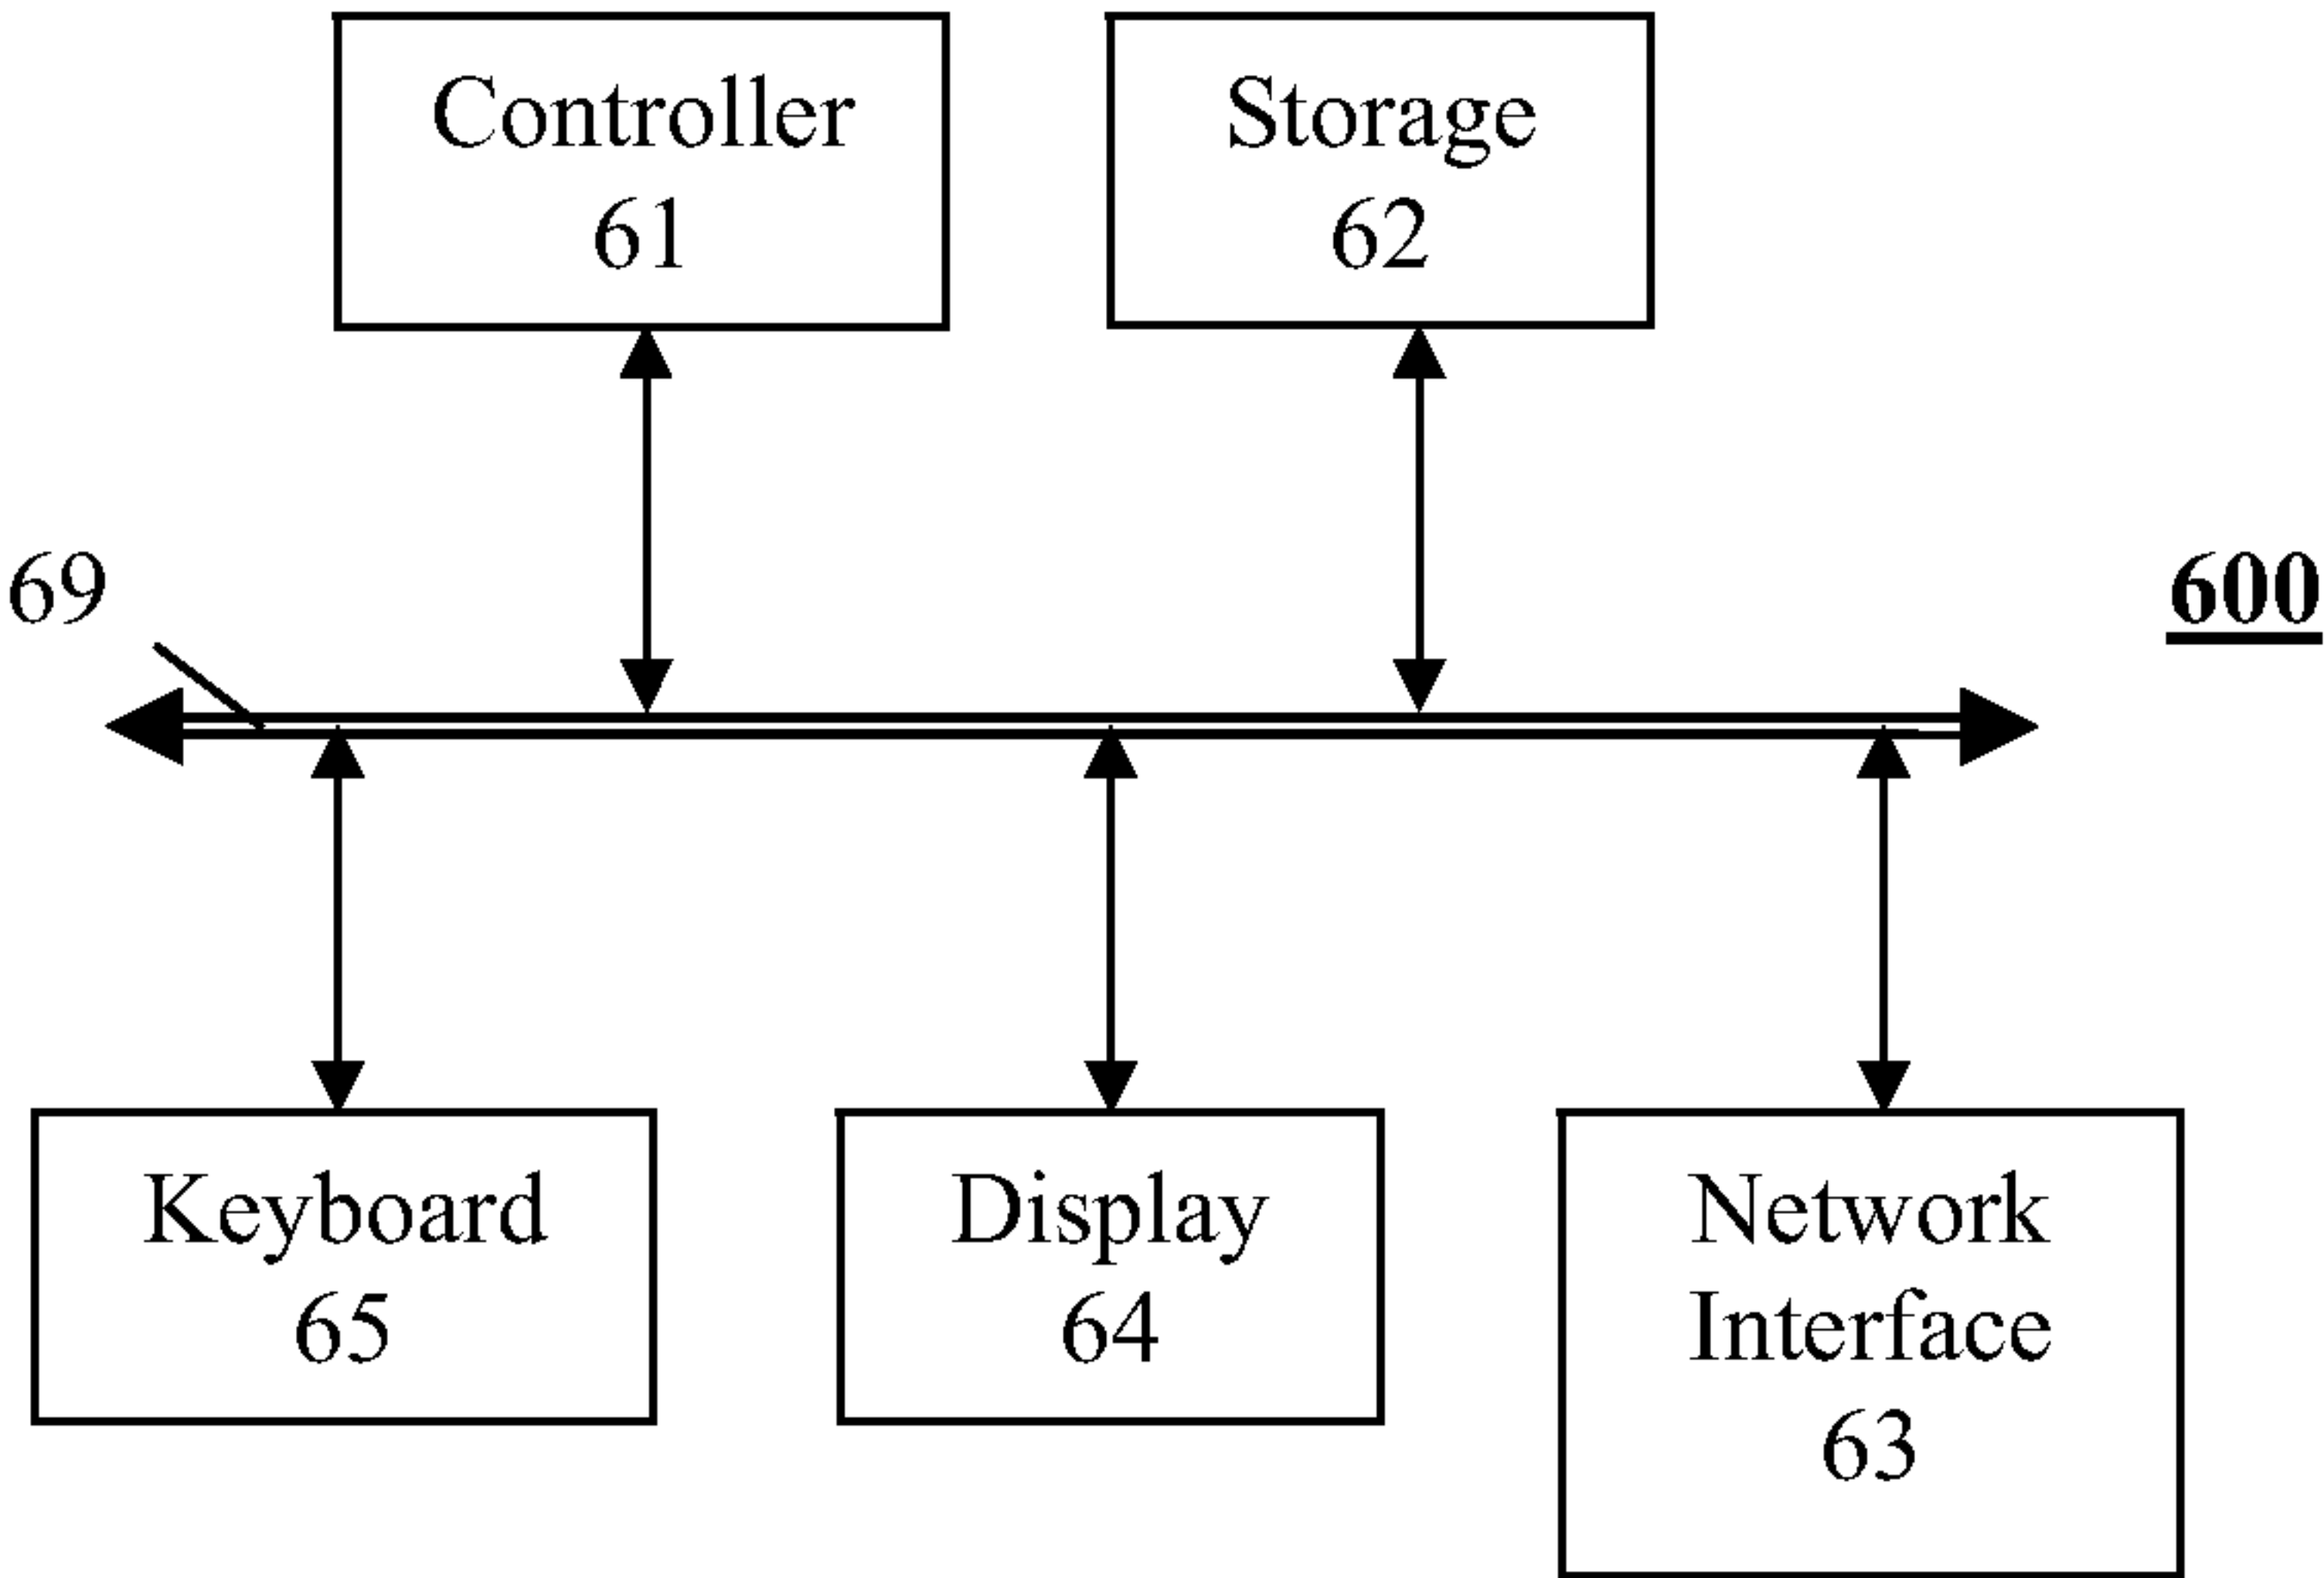 Controller
61
Storage
62
69
600
Keyboard
65
Display
64
Network
Interface
63